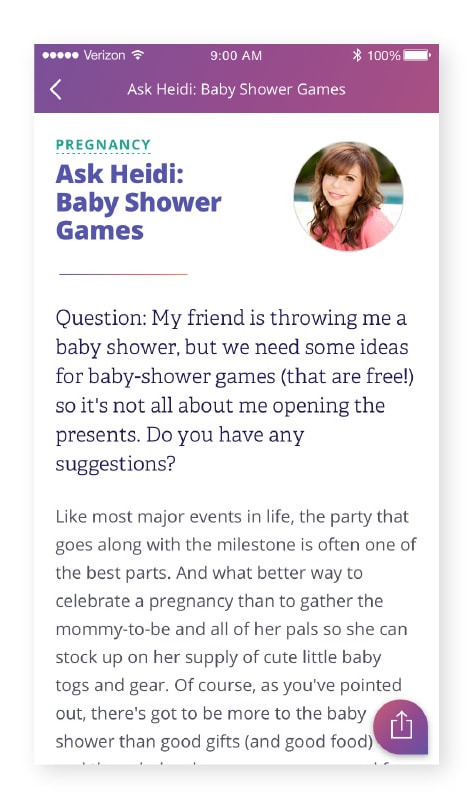 Verizon 9:00 AM 100%
Ask Heidi: Baby Shower Games
PREGNANCY
Ask Heidi:
Baby Shower
Games
Question: My friend is throwing me a
baby shower, but we need some ideas
for baby-shower games (that are free!)
so it's not all about me opening the
presents. Do you have any
suggestions?
Like most major events in life, the party that
goes along with the milestone is often one of
the best parts. And what better way to
celebrate a pregnancy than to gather the
mommy-to-be and all of her pals so she can
stock up on her supply of cute little baby
togs and gear. Of course, as you've pointed
out, there's got to be more to the baby
shower than good gifts (and good food)